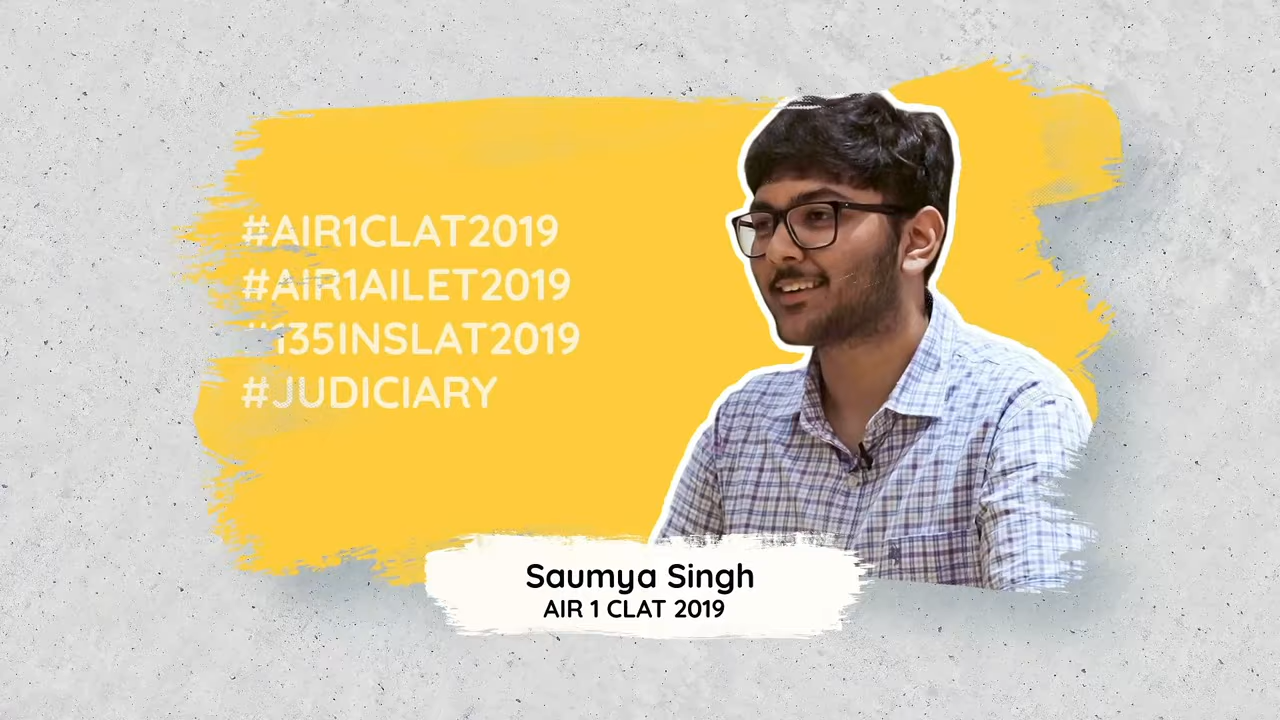 #AIR1CLAT2019
#AIR1AILET2019
#135INSLAT2019
#JUDICIARY
Saumya Singh
AIR 1 CLAT 2019